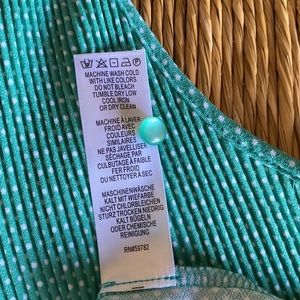 MACHINE WASH COLD
WITH LIKE COLORS
DO NOT BLEACH
TUMBLE DRY LOW
COOL IRON
OR DRY CLEAN
MACHINE À LAVER
FROID AVEC
COULEURS
SIMILAIRES
NE PAS JAVELLISER
SÉCHAGE PAR
CULBUTAGE À FAIBLE
FER FROID
OU NETTOYER À SEC
MASCHINENWÄSCHE
KALT MIT WIEFARBE
NICHT CHLORBLEICHEN
STURZ TROCKEN NIEDRIG
KALT BÜGELN
ODER CHEMISCHE
REINIGUNG
RN#59782